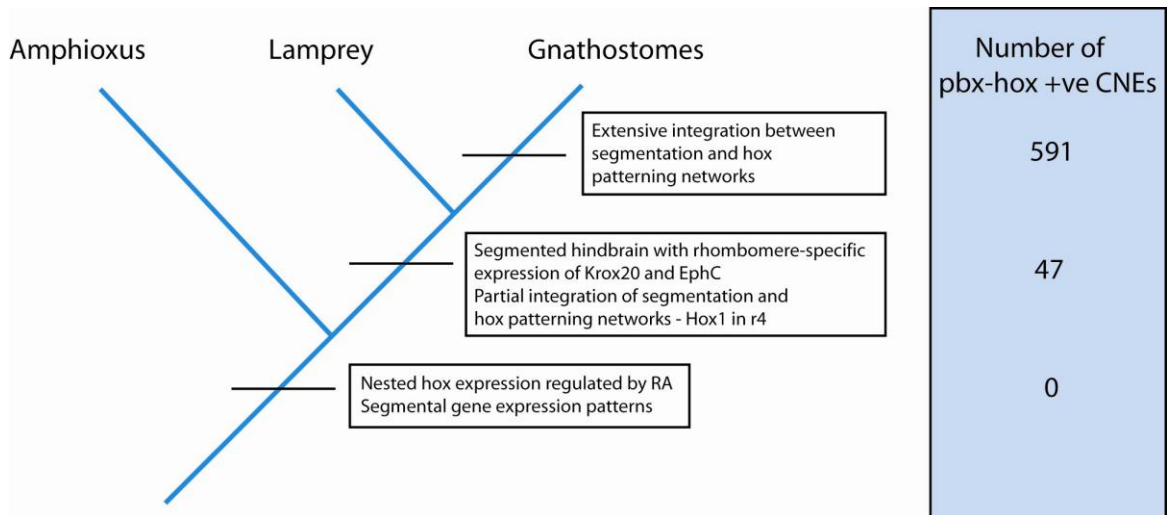 Amphioxus
Lamprey
Gnathostomes
Number of
pbx-hox +ve CNEs
Extensive integration between
segmentation and hox
patterning networks
591
Segmented hindbrain with rhombomere-specific
expression of Krox20 and EphC
Partial integration of segmentation and
hox patterning networks - Hox1 in r4
47
Nested hox expression regulated by RA
Segmental gene expression patterns
0